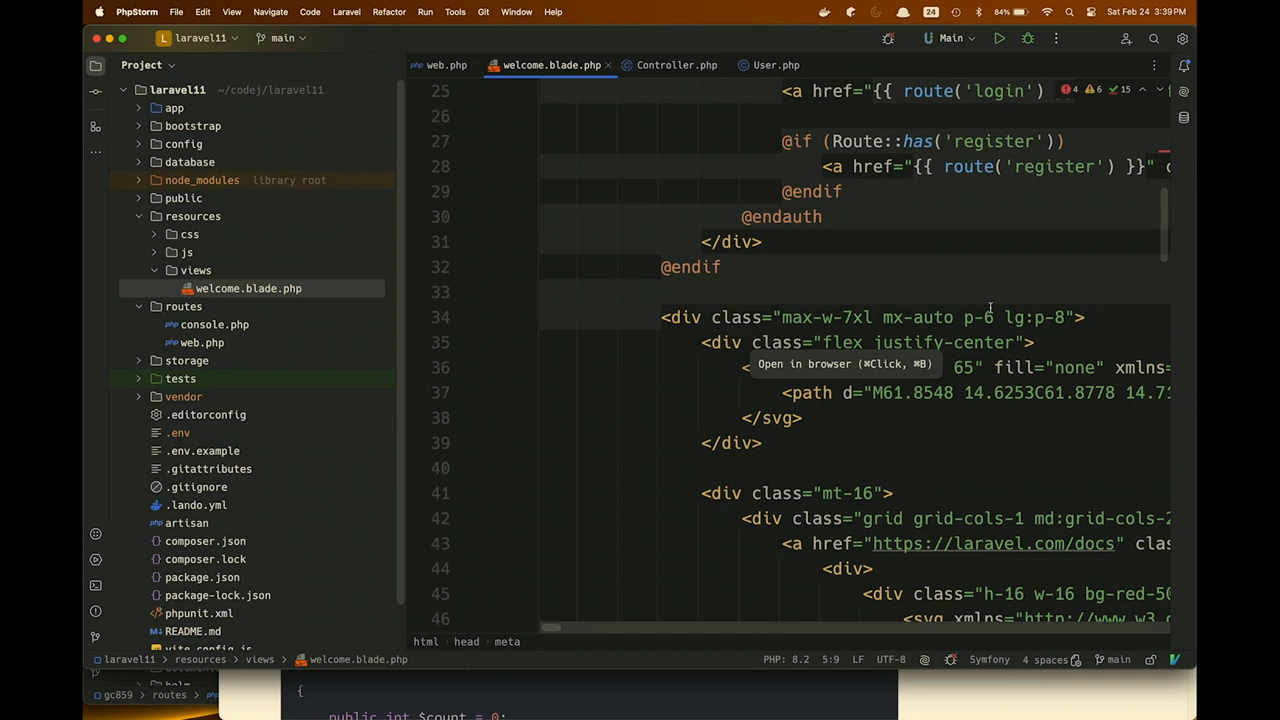 PhpStorm File Edit View Navigate Code Laravel Refactor Run Tools Git Window Help 24 84% Sat Feb 24 3:39 PM
L laravel11 main Main
Project web.php welcome.blade.php Controller.php User.php
laravel11 ~/codej/laravel11
app
bootstrap
config
database
node_modules library root
public
resources
css
js
views
welcome.blade.php
routes
console.php
web.php
storage
tests
vendor
.editorconfig
.env
.env.example
.gitattributes
.gitignore
.lando.yml
artisan
composer.json
composer.lock
package.json
package-lock.json
phpunit.xml
README.md
vite.config.js
25 <a href="{{ route('login') 4 6 15
26
27 @if (Route::has('register'))
28 <a href="{{ route('register') }}" c
29 @endif
30 @endauth
31 </div>
32 @endif
33
34 <div class="max-w-7xl mx-auto p-6 lg:p-8">
35 <div class="flex justify-center">
Open in browser (⌘Click, ⌘B)
36 < 65" fill="none" xmlns=
37 <path d="M61.8548 14.6253C61.8778 14.71
38 </svg>
39 </div>
40
41 <div class="mt-16">
42 <div class="grid grid-cols-1 md:grid-cols-2
43 <a href="https://laravel.com/docs" clas
44 <div>
45 <div class="h-16 w-16 bg-red-50
46 <svg xmlns="http://www.w3.o
html head meta
laravel11 resources views welcome.blade.php PHP: 8.2 5:9 LF UTF-8 Symfony 4 spaces main
gc859 routes
{
public int $count = 0;